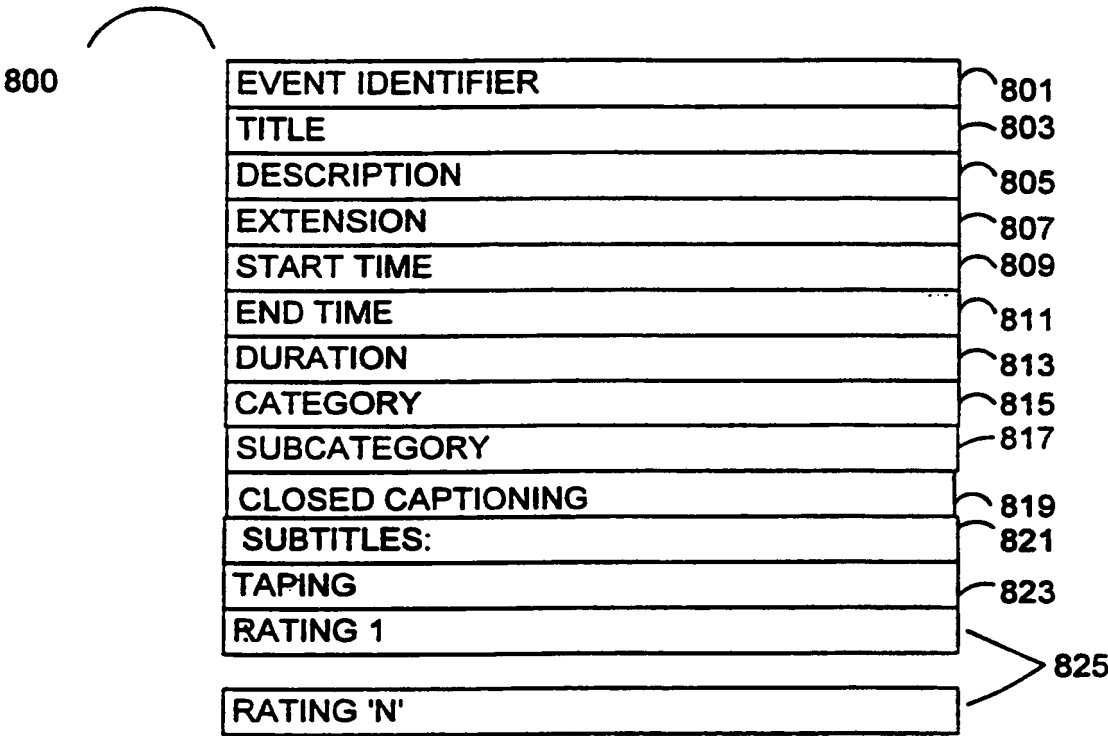 800
EVENT IDENTIFIER 801
TITLE 803
DESCRIPTION 805
EXTENSION 807
START TIME 809
END TIME 811
DURATION 813
CATEGORY 815
SUBCATEGORY 817
CLOSED CAPTIONING 819
SUBTITLES: 821
TAPING 823
RATING 1
825
RATING 'N'